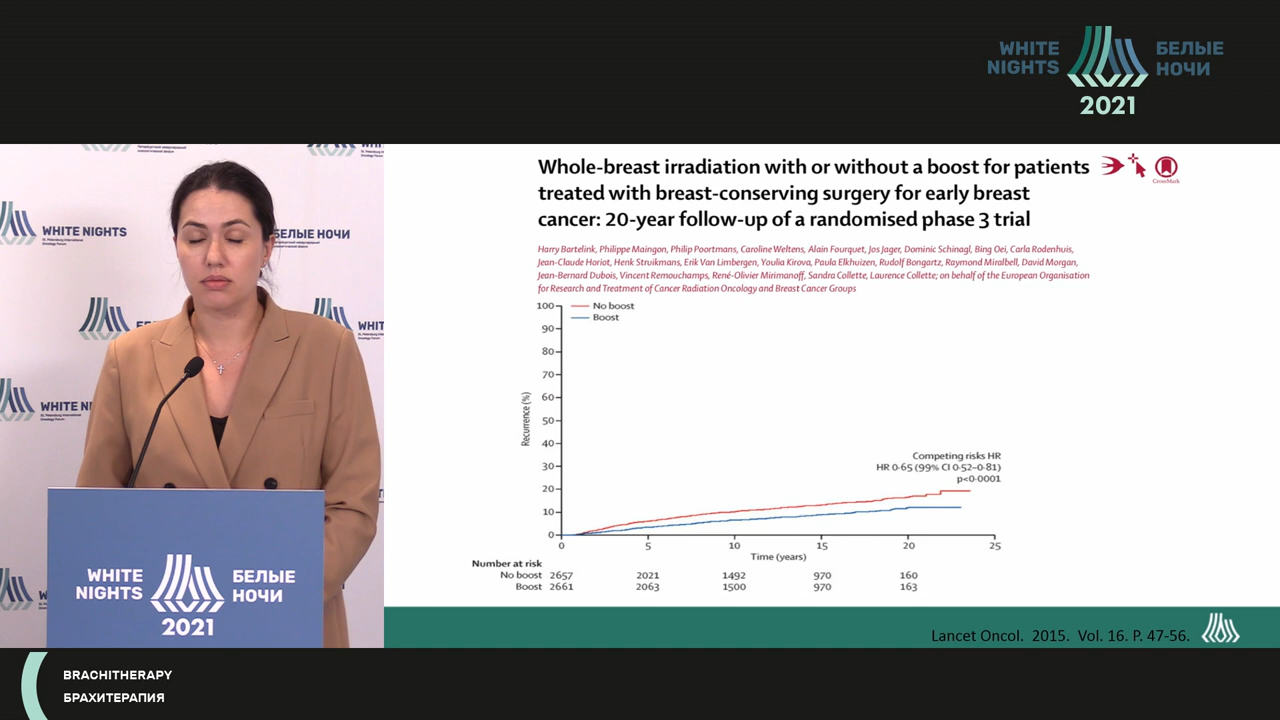 WHITE
NIGHTS
БЕЛЫЕ
НОЧИ
2021
WHITE NIGHTS
БЕЛЫЕ НОЧИ
WHITE
NIGHTS
БЕЛЫЕ
НОЧИ
2021
Whole-breast irradiation with or without a boost for patients
treated with breast-conserving surgery for early breast
cancer: 20-year follow-up of a randomised phase 3 trial
CrossMark
Harry Bartelink, Philippe Maingon, Philip Poortmans, Caroline Weltens, Alain Fourquet, Jos Jager, Dominic Schinagl, Bing Oei, Carla Rodenhuis,
Jean-Claude Horiot, Henk Struikmans, Erik Van Limbergen, Youlia Kirova, Paula Elkhuizen, Rudolf Bongartz, Raymond Miralbell, David Morgan,
Jean-Bernard Dubois, Vincent Remouchamps, René-Olivier Mirimanoff, Sandra Collette, Laurence Collette; on behalf of the European Organisation
for Research and Treatment of Cancer Radiation Oncology and Breast Cancer Groups
No boost
Boost
Recurrence (%)
100
90
80
70
60
50
40
30
20
10
0
Competing risks HR
HR 0·65 (99% CI 0·52–0·81)
p<0·0001
0 5 10 15 20 25
Time (years)
Number at risk
No boost 2657 2021 1492 970 160
Boost 2661 2063 1500 970 163
Lancet Oncol. 2015. Vol. 16. P. 47-56.
BRACHITHERAPY
БРАХИТЕРАПИЯ